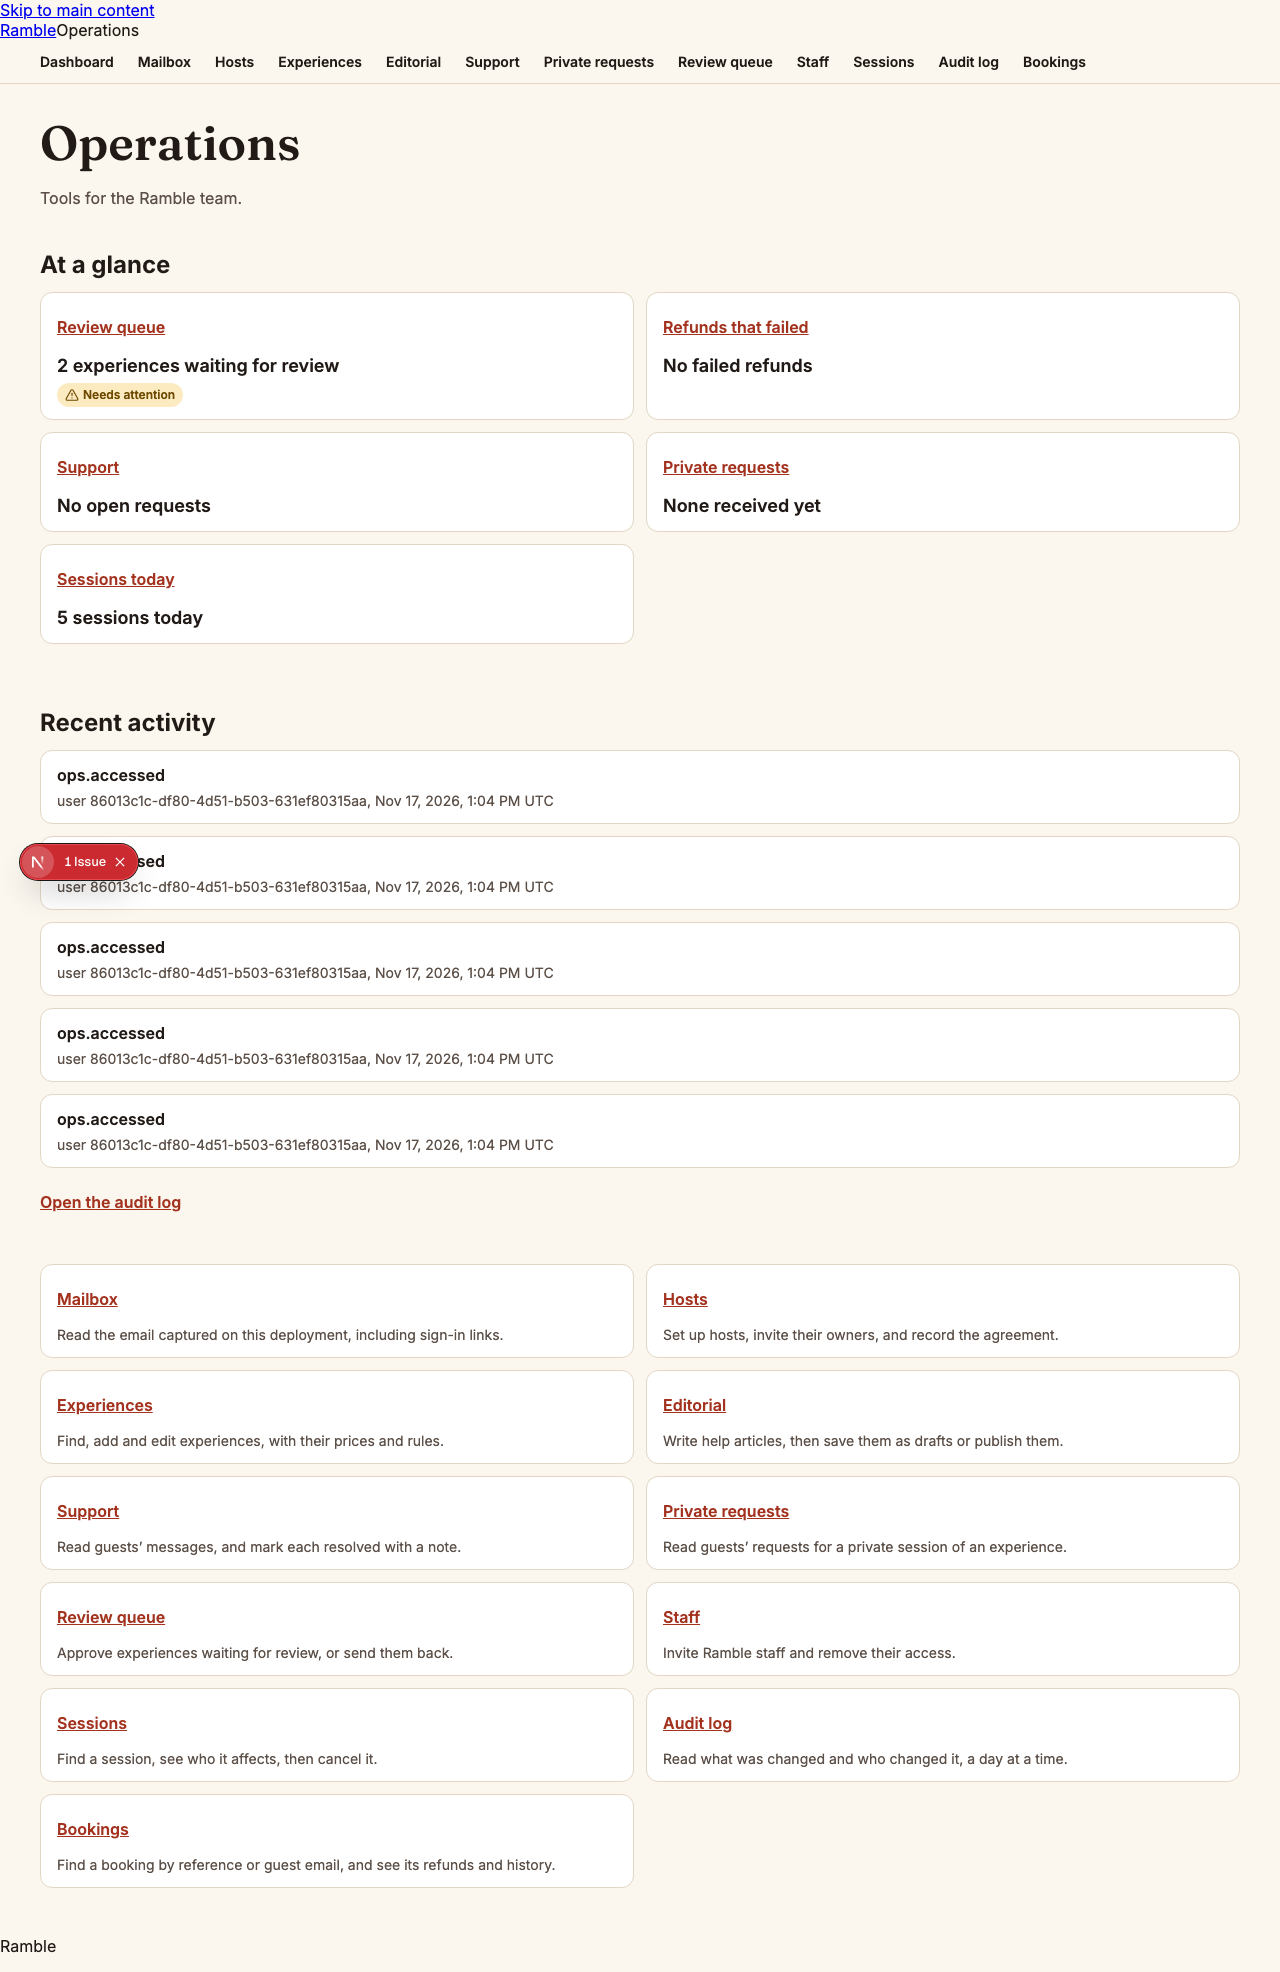 Skip to main content
RambleOperations
Dashboard Mailbox Hosts Experiences Editorial Support Private requests Review queue Staff Sessions Audit log Bookings
Operations
Tools for the Ramble team.
At a glance
Review queue
2 experiences waiting for review
Needs attention
Refunds that failed
No failed refunds
Support
No open requests
Private requests
None received yet
Sessions today
5 sessions today
Recent activity
ops.accessed
user 86013c1c-df80-4d51-b503-631ef80315aa, Nov 17, 2026, 1:04 PM UTC
1 Issue
sed
user 86013c1c-df80-4d51-b503-631ef80315aa, Nov 17, 2026, 1:04 PM UTC
ops.accessed
user 86013c1c-df80-4d51-b503-631ef80315aa, Nov 17, 2026, 1:04 PM UTC
ops.accessed
user 86013c1c-df80-4d51-b503-631ef80315aa, Nov 17, 2026, 1:04 PM UTC
ops.accessed
user 86013c1c-df80-4d51-b503-631ef80315aa, Nov 17, 2026, 1:04 PM UTC
Open the audit log
Mailbox
Read the email captured on this deployment, including sign-in links.
Hosts
Set up hosts, invite their owners, and record the agreement.
Experiences
Find, add and edit experiences, with their prices and rules.
Editorial
Write help articles, then save them as drafts or publish them.
Support
Read guests’ messages, and mark each resolved with a note.
Private requests
Read guests’ requests for a private session of an experience.
Review queue
Approve experiences waiting for review, or send them back.
Staff
Invite Ramble staff and remove their access.
Sessions
Find a session, see who it affects, then cancel it.
Audit log
Read what was changed and who changed it, a day at a time.
Bookings
Find a booking by reference or guest email, and see its refunds and history.
Ramble